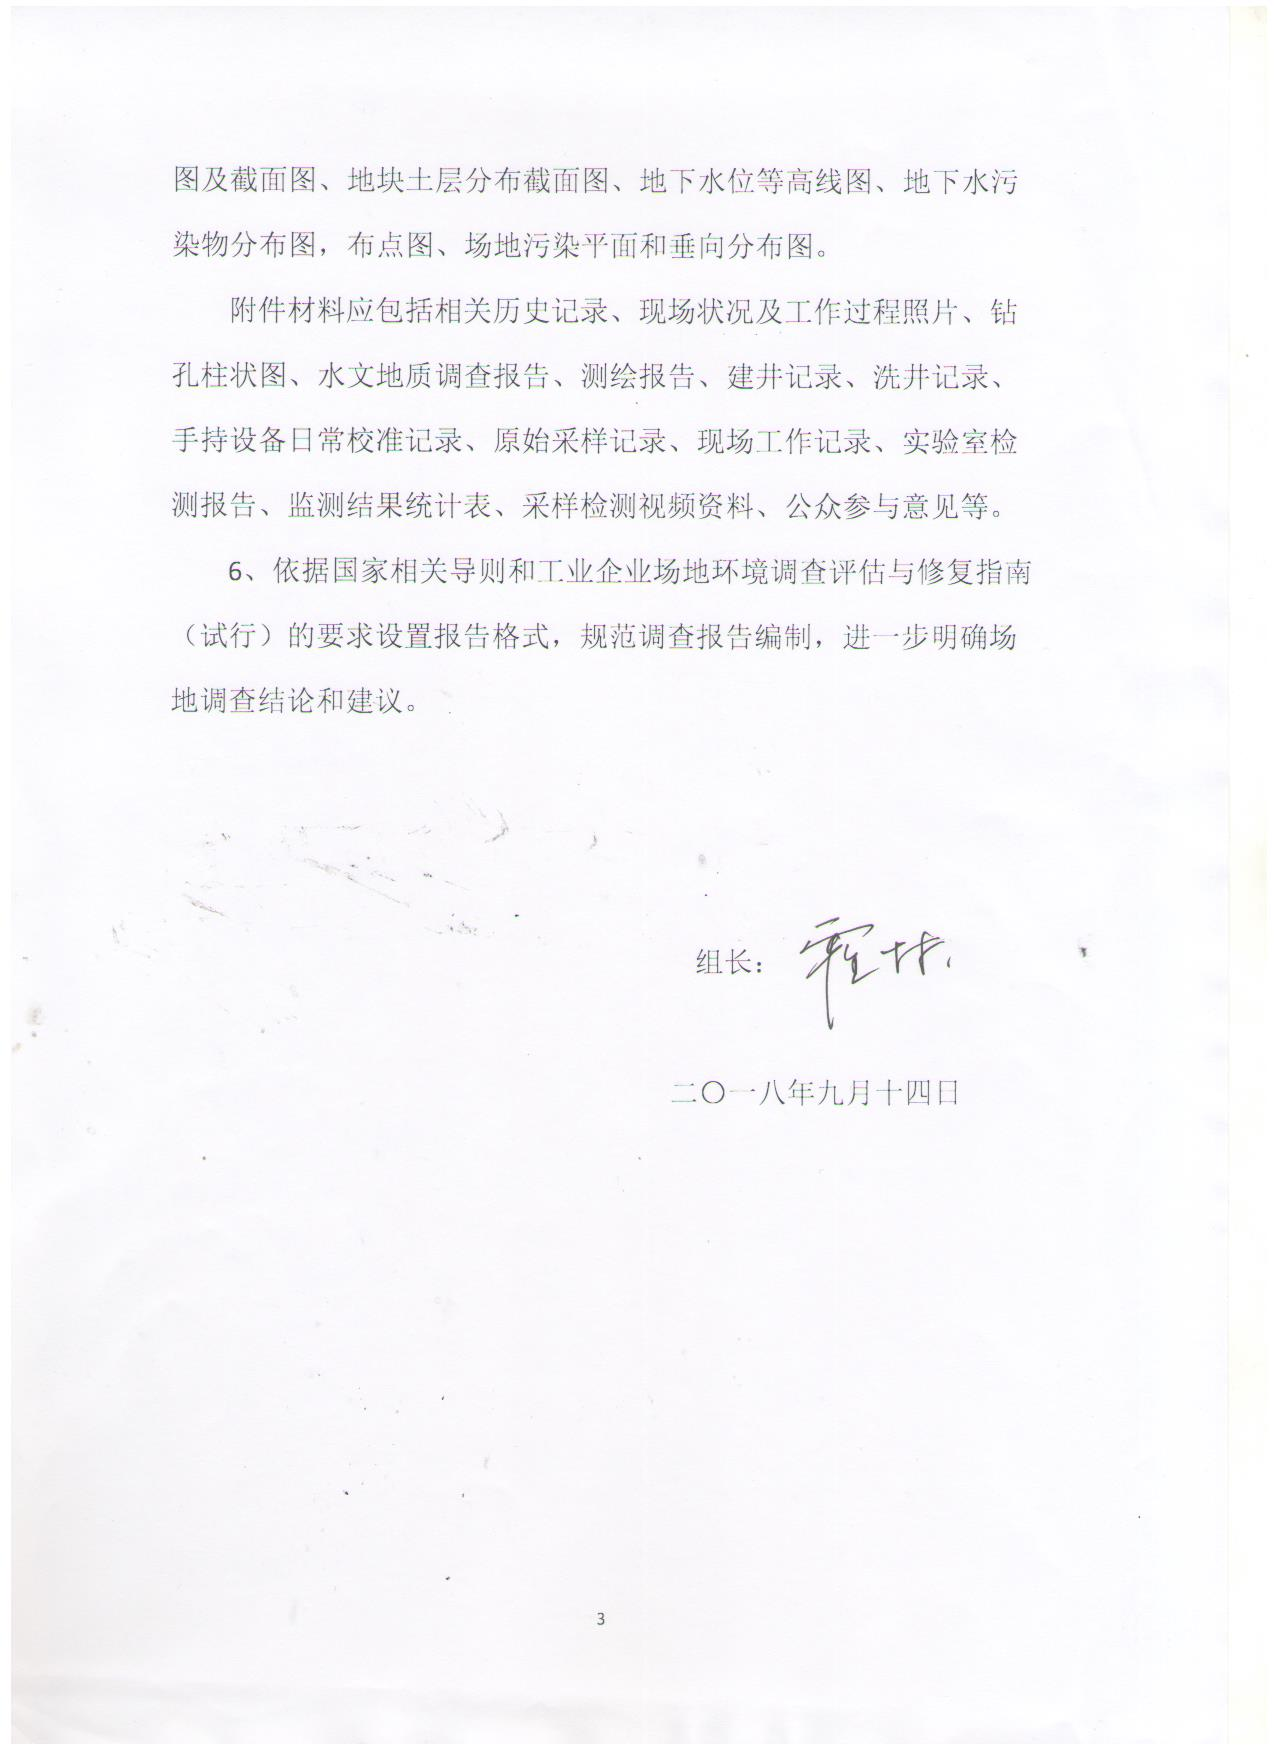 图及截面图、地块土层分布截面图、地下水位等高线图、地下水污
染物分布图，布点图、场地污染平面和垂向分布图。
附件材料应包括相关历史记录、现场状况及工作过程照片、钻
孔柱状图、水文地质调查报告、测绘报告、建井记录、洗井记录、
手持设备日常校准记录、原始采样记录、现场工作记录、实验室检
测报告、监测结果统计表、采样检测视频资料、公众参与意见等。
6、依据国家相关导则和工业企业场地环境调查评估与修复指南
（试行）的要求设置报告格式，规范调查报告编制，进一步明确场
地调查结论和建议。
组长：
二〇一八年九月十四日
3